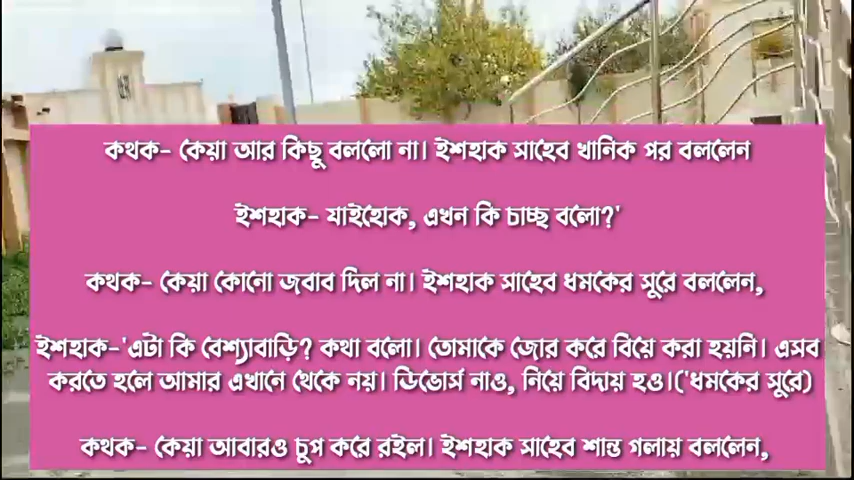 কথক- কেয়া আর কিছু বললো না। ইশহাক সাহেব খানিক পর বললেন
ইশহাক- যাইহোক, এখন কি চাচ্ছ বলো?'
কথক- কেয়া কোনো জবাব দিল না। ইশহাক সাহেব ধমকের সুরে বললেন,
ইশহাক-'এটা কি বেশ্যাবাড়ি? কথা বলো। তোমাকে জোর করে বিয়ে করা হয়নি। এসব
করতে হলে আমার এখানে থেকে নয়। ডিভোর্স নাও, নিয়ে বিদায় হও।('ধমকের সুরে)
কথক- কেয়া আবারও চুপ করে রইল। ইশহাক সাহেব শান্ত গলায় বললেন,